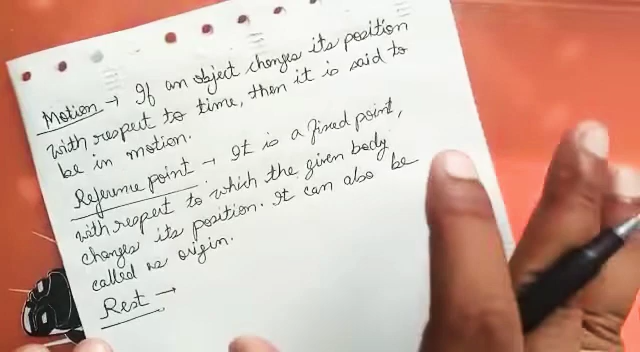 Motion → If an object changes its position
with respect to time, then it is said to
be in motion.
Reference point → It is a fixed point,
with respect to which the given body
changes its position. It can also be
called as origin.
Rest →